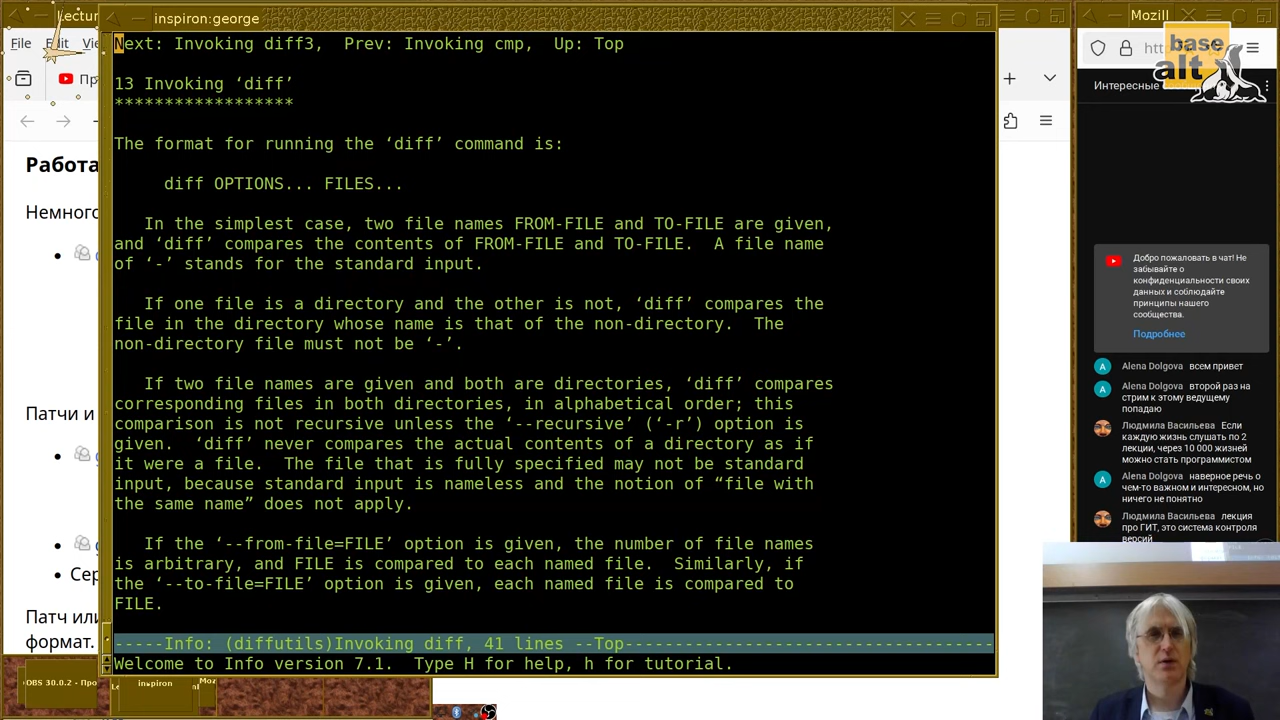 Lectur
inspiron:george
Mozill
File Edit Vie
Пр
htt
base
alt
Интересные
Работа
Немного
Патчи и
Сер
Патч или
формат.
Next: Invoking diff3,  Prev: Invoking cmp,  Up: Top
13 Invoking ‘diff’
******************
The format for running the ‘diff’ command is:
diff OPTIONS... FILES...
In the simplest case, two file names FROM-FILE and TO-FILE are given,
and ‘diff’ compares the contents of FROM-FILE and TO-FILE.  A file name
of ‘-’ stands for the standard input.
If one file is a directory and the other is not, ‘diff’ compares the
file in the directory whose name is that of the non-directory.  The
non-directory file must not be ‘-’.
If two file names are given and both are directories, ‘diff’ compares
corresponding files in both directories, in alphabetical order; this
comparison is not recursive unless the ‘--recursive’ (‘-r’) option is
given.  ‘diff’ never compares the actual contents of a directory as if
it were a file.  The file that is fully specified may not be standard
input, because standard input is nameless and the notion of “file with
the same name” does not apply.
If the ‘--from-file=FILE’ option is given, the number of file names
is arbitrary, and FILE is compared to each named file.  Similarly, if
the ‘--to-file=FILE’ option is given, each named file is compared to
FILE.
-----Info: (diffutils)Invoking diff, 41 lines --Top-------------------------------------
Welcome to Info version 7.1.  Type H for help, h for tutorial.
Добро пожаловать в чат! Не
забывайте о
конфиденциальности своих
данных и соблюдайте
принципы нашего
сообщества.
Подробнее
A Alena Dolgova всем привет
A Alena Dolgova второй раз на
стрим к этому ведущему
попадаю
Людмила Васильева Если
каждую жизнь слушать по 2
лекции, через 10 000 жизней
можно стать программистом
A Alena Dolgova наверное речь о
чем-то важном и интересном, но
ничего не понятно
Людмила Васильева лекция
про ГИТ, это система контроля
версий
OBS 30.0.2 - Про
inspiron
Moz